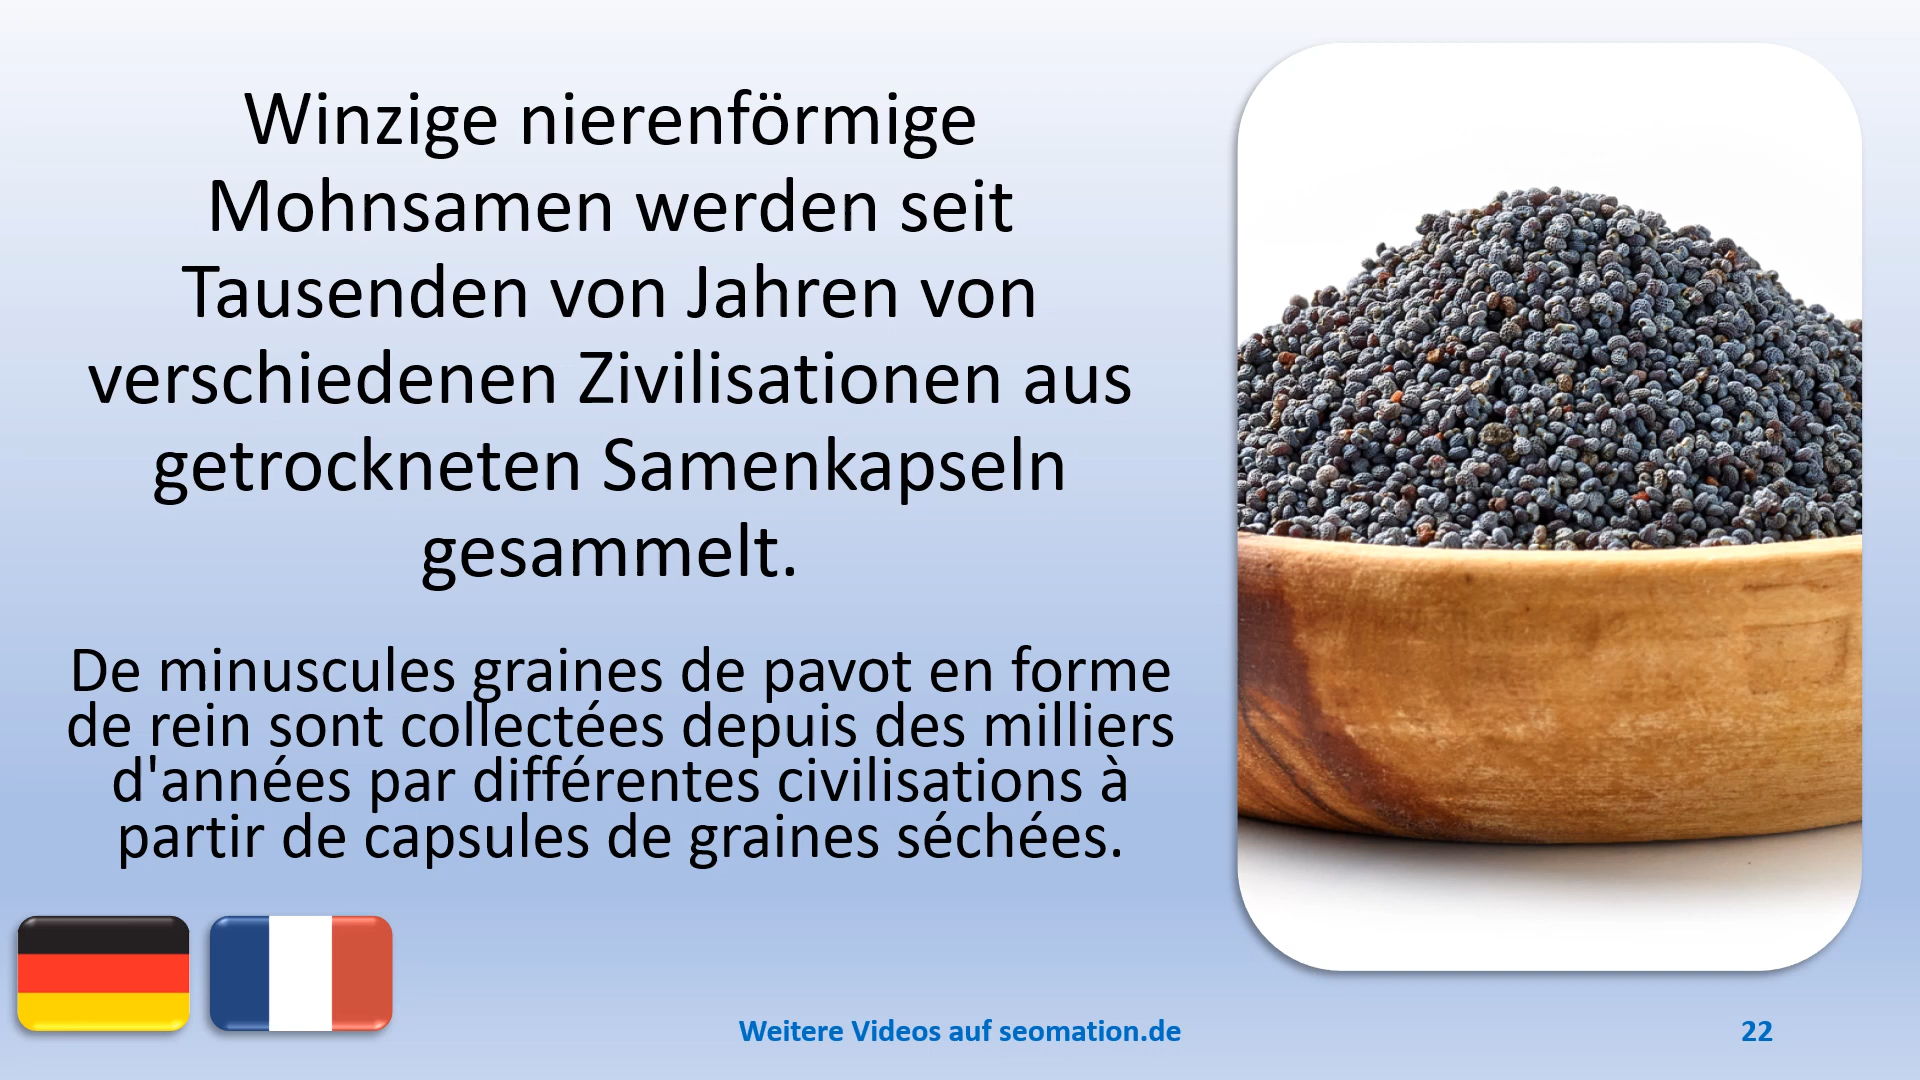 Winzige nierenförmige
Mohnsamen werden seit
Tausenden von Jahren von
verschiedenen Zivilisationen aus
getrockneten Samenkapseln
gesammelt.
De minuscules graines de pavot en forme
de rein sont collectées depuis des milliers
d'années par différentes civilisations à
partir de capsules de graines séchées.
Weitere Videos auf seomation.de
22